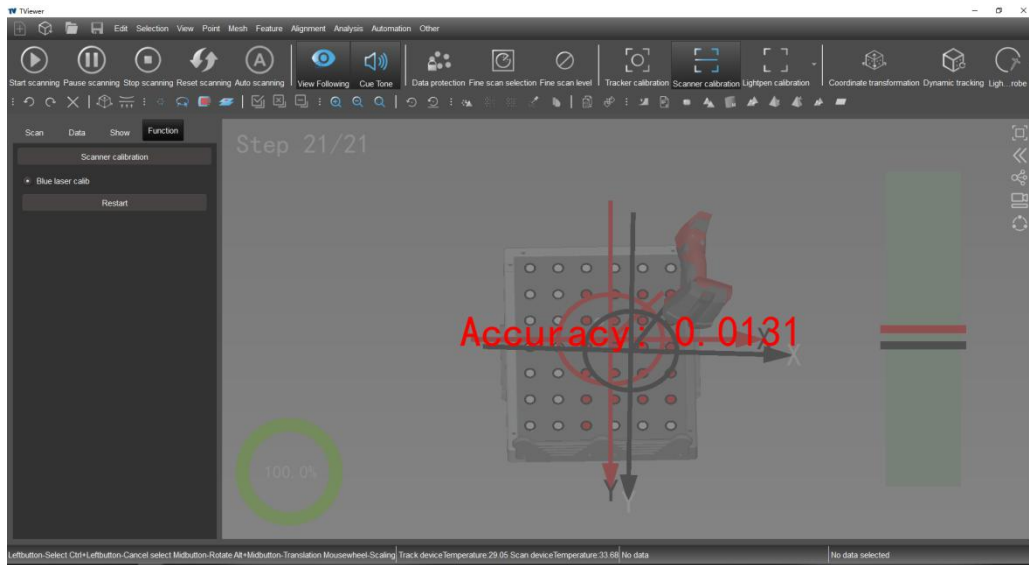 TViewer
Edit Selection View Point Mesh Feature Alignment Analysis Automation Other
Start scanning Pause scanning Stop scanning Reset scanning Auto scanning View Following Cue Tone Data protection Fine scan selection Fine scan level Tracker calibration Scanner calibration Lightpen calibration Coordinate transformation Dynamic tracking Ligh...robe
Scan Data Show Function
Step 21/21
Scanner calibration
Blue laser calib
Restart
Accuracy: 0.0131
X
X
100.0%
Y
Y
Leftbutton-Select Ctrl+Leftbutton-Cancel select Midbutton-Rotate Alt+Midbutton-Translation Mousewheel-Scaling Track deviceTemperature:29.05 Scan deviceTemperature:33.68 No data No data selected